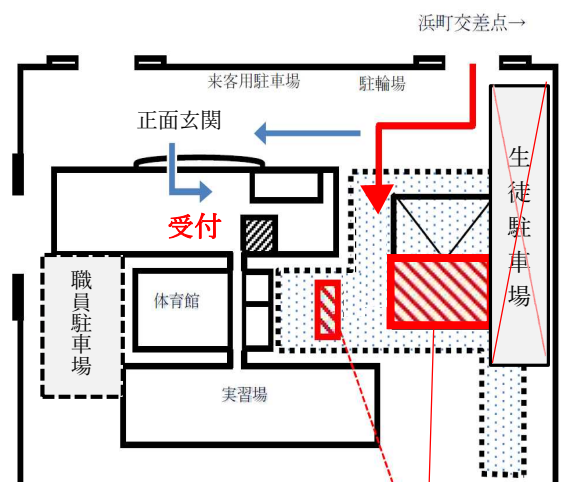 浜町交差点→
来客用駐車場
駐輪場
正面玄関
生徒駐車場
受付
職員駐車場
体育館
実習場